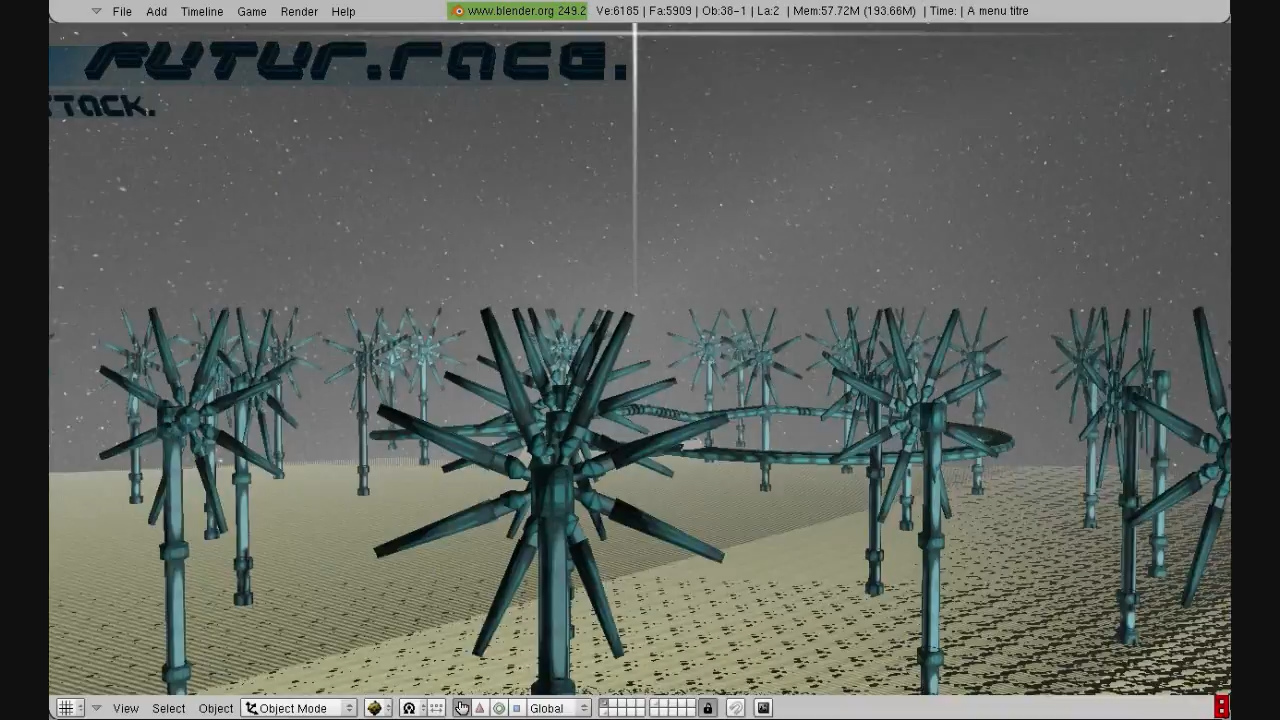 File Add Timeline Game Render Help www.blender.org 249.2 Ve:6185 | Fa:5909 | Ob:38-1 | La:2 | Mem:57.72M (193.66M) | Time: | A menu titre
FUTUR.RACE.
TTACK.
View Select Object Object Mode Global